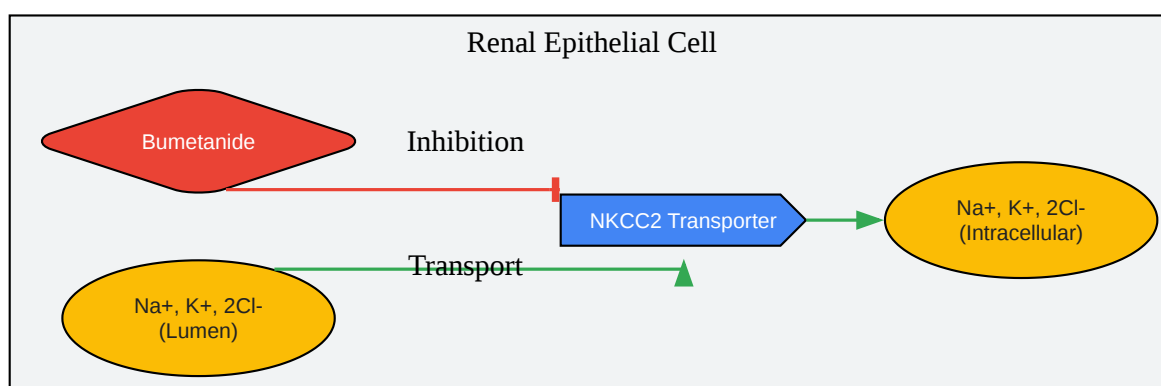 Renal Epithelial Cell
Bumetanide
Inhibition
NKCC2 Transporter
Na+, K+, 2Cl-
(Intracellular)
Transport
Na+, K+, 2Cl-
(Lumen)